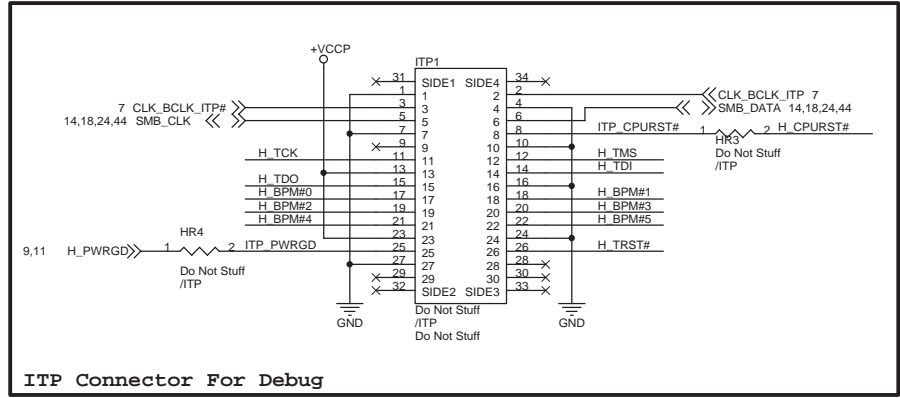 +VCCP
ITP1
31 SIDE1 SIDE4 34
1 1 2 2 CLK_BCLK_ITP 7
7 CLK_BCLK_ITP# 3 3 4 4 SMB_DATA 14,18,24,44
14,18,24,44 SMB_CLK 5 5 6 6
7 7 8 8 ITP_CPURST# 1 2 H_CPURST#
HR3
9 9 10 10 Do Not Stuff
H_TCK 11 11 12 12 H_TMS /ITP
13 13 14 14 H_TDI
H_TDO 15 15 16 16
H_BPM#0 17 17 18 18 H_BPM#1
H_BPM#2 19 19 20 20 H_BPM#3
H_BPM#4 21 21 22 22 H_BPM#5
HR4
23 23 24 24
9,11 H_PWRGD 1 2 ITP_PWRGD 25 25 26 26 H_TRST#
27 27 28 28
Do Not Stuff
/ITP
29 29 30 30
32 SIDE2 SIDE3 33
GND
Do Not Stuff
/ITP
Do Not Stuff
GND
ITP Connector For Debug